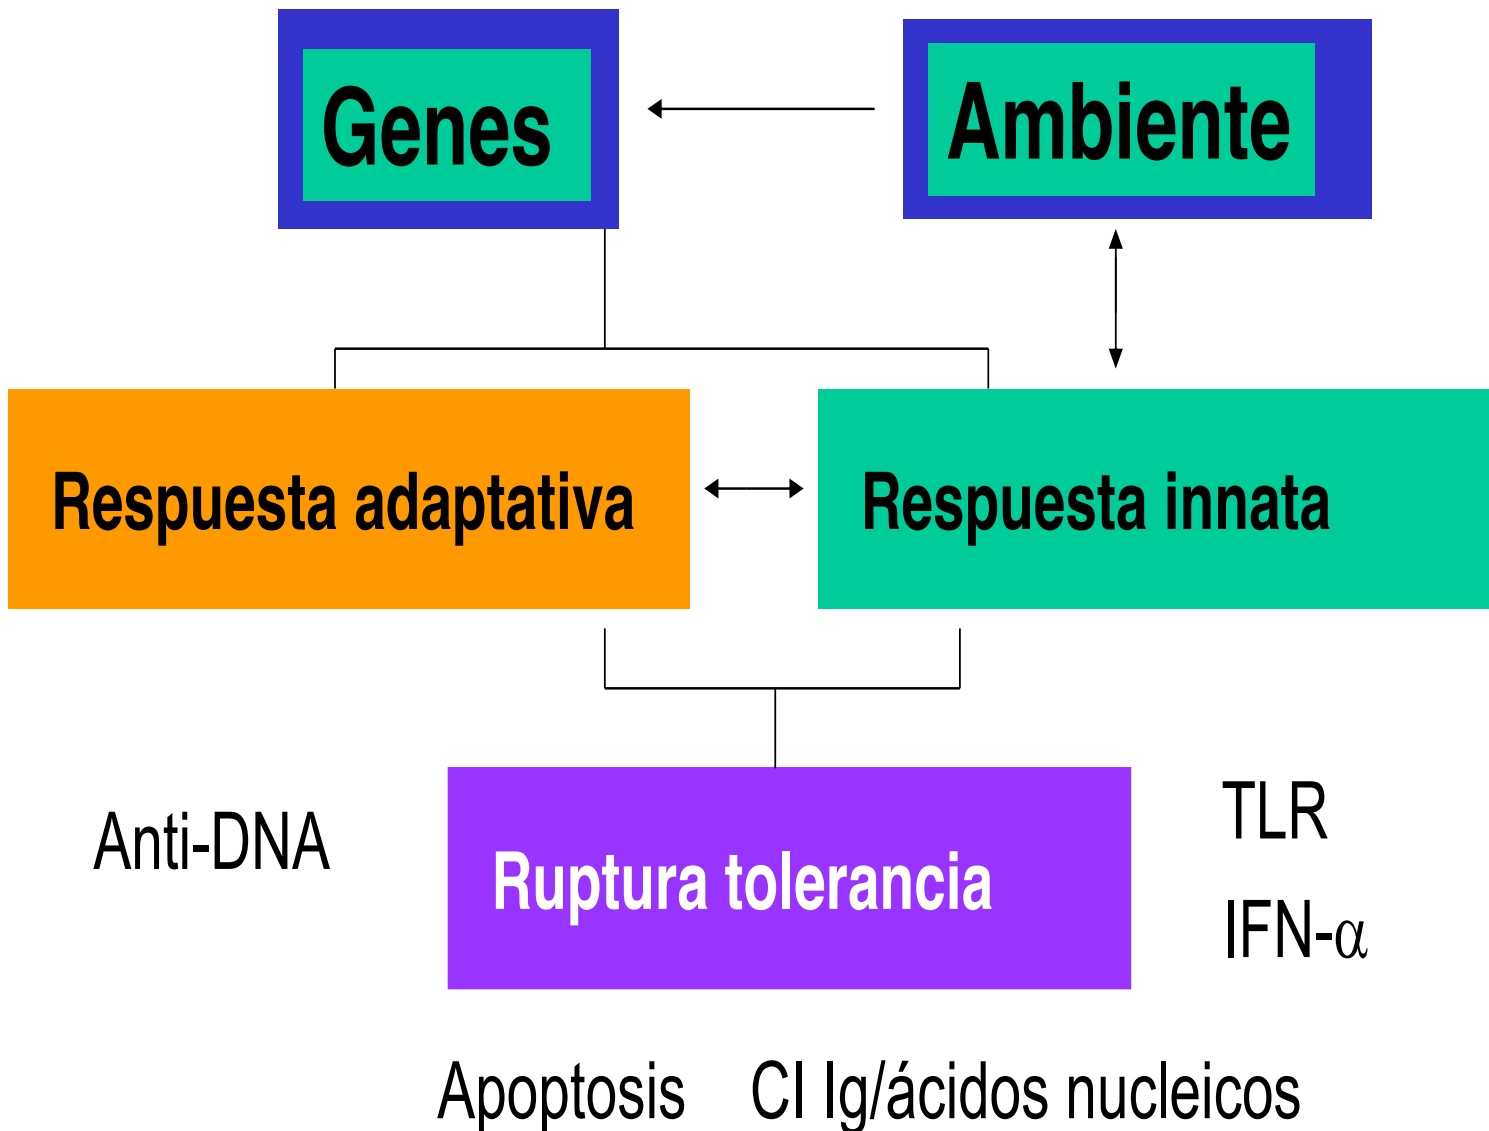 Genes
Ambiente
Respuesta adaptativa
Respuesta innata
Anti-DNA
Ruptura tolerancia
TLR
IFN-α
Apoptosis
CI Ig/ácidos nucleicos